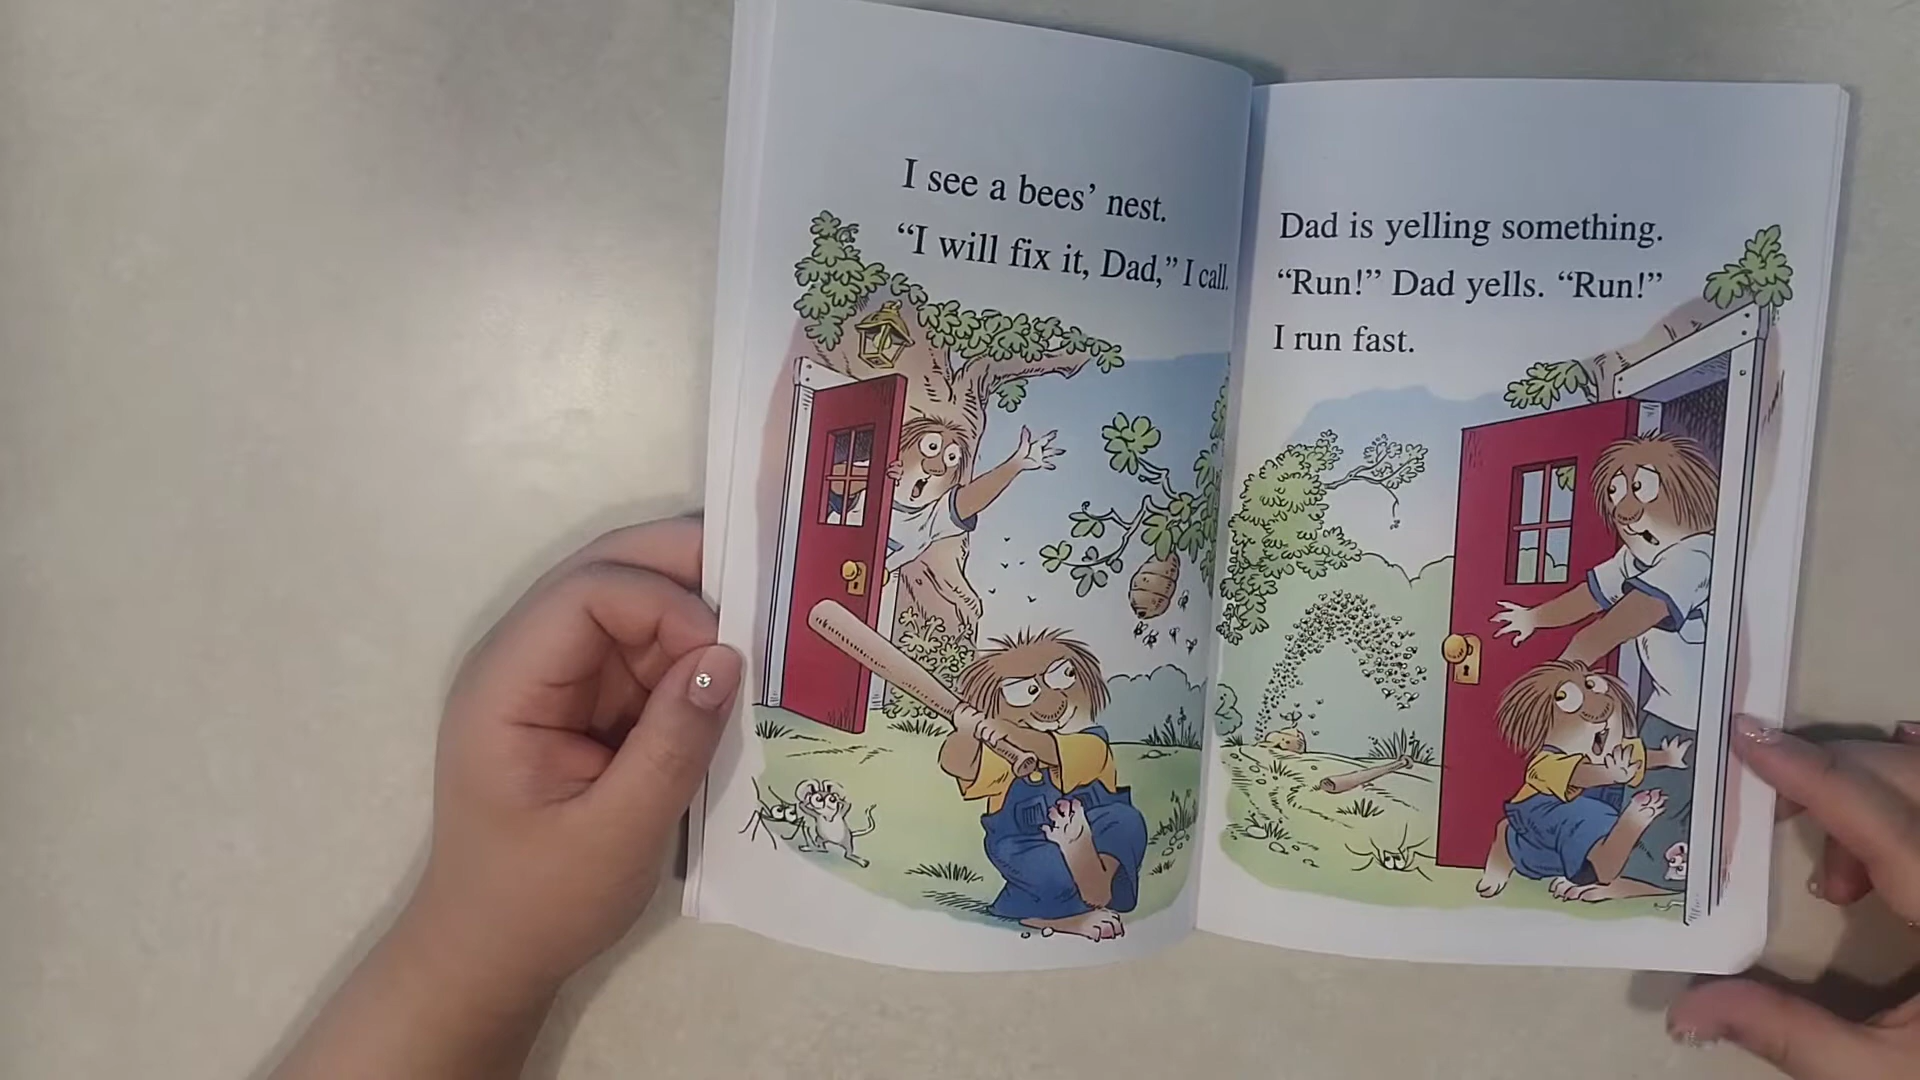 I see a bees’ nest.
“I will fix it, Dad,” I call.
Dad is yelling something.
“Run!” Dad yells. “Run!”
I run fast.